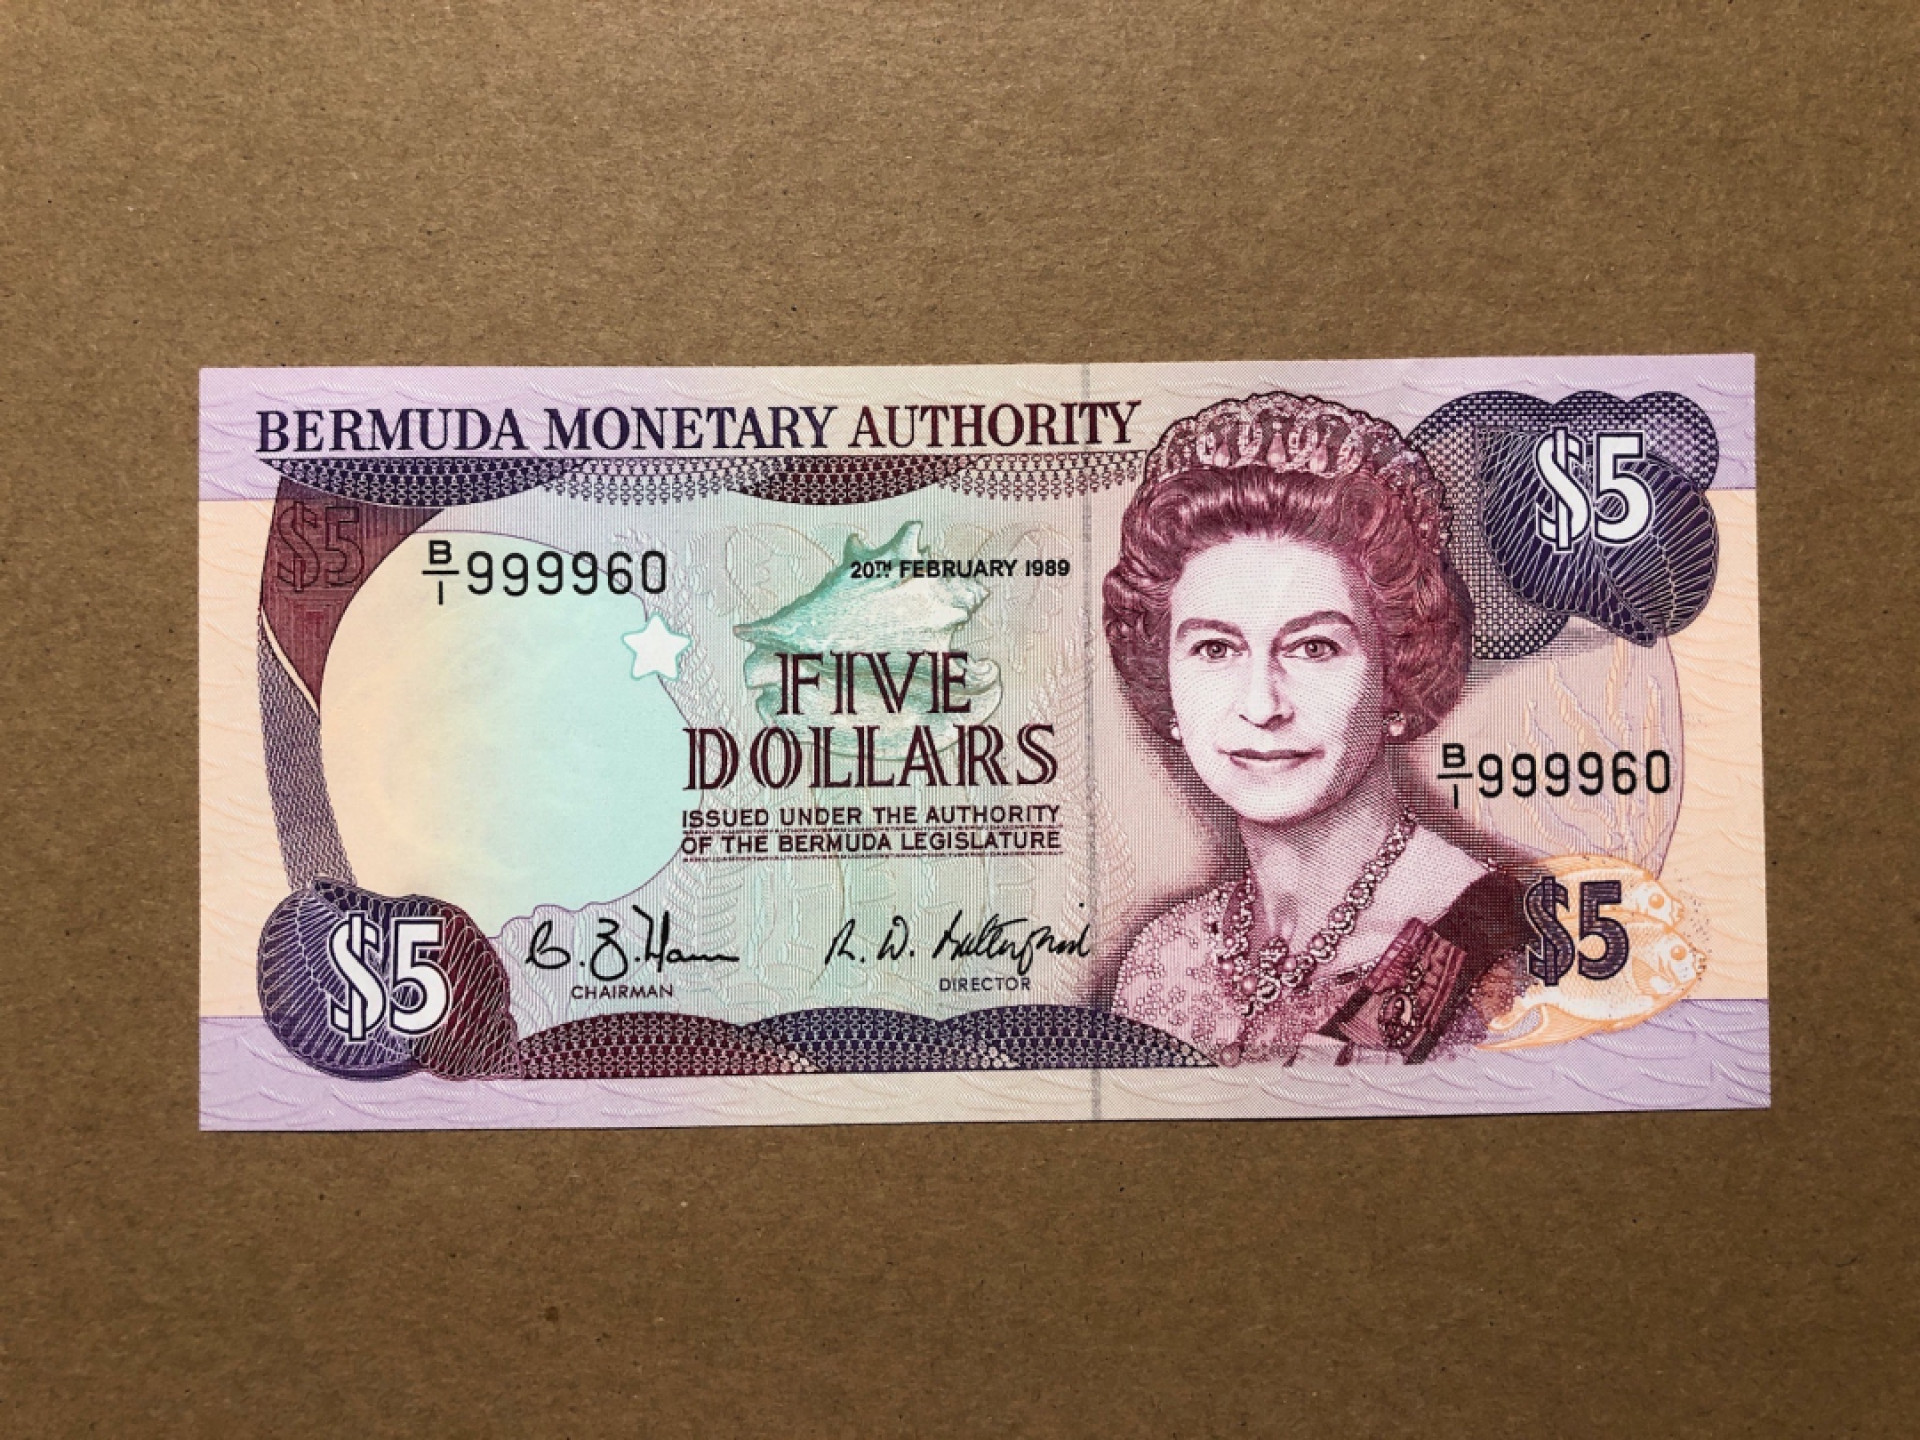 BERMUDA MONETARY AUTHORITY
$5
$5
B/1 999960
20TH FEBRUARY 1989
FIVE
DOLLARS
B/1 999960
ISSUED UNDER THE AUTHORITY
OF THE BERMUDA LEGISLATURE
$5
$5
CHAIRMAN
DIRECTOR